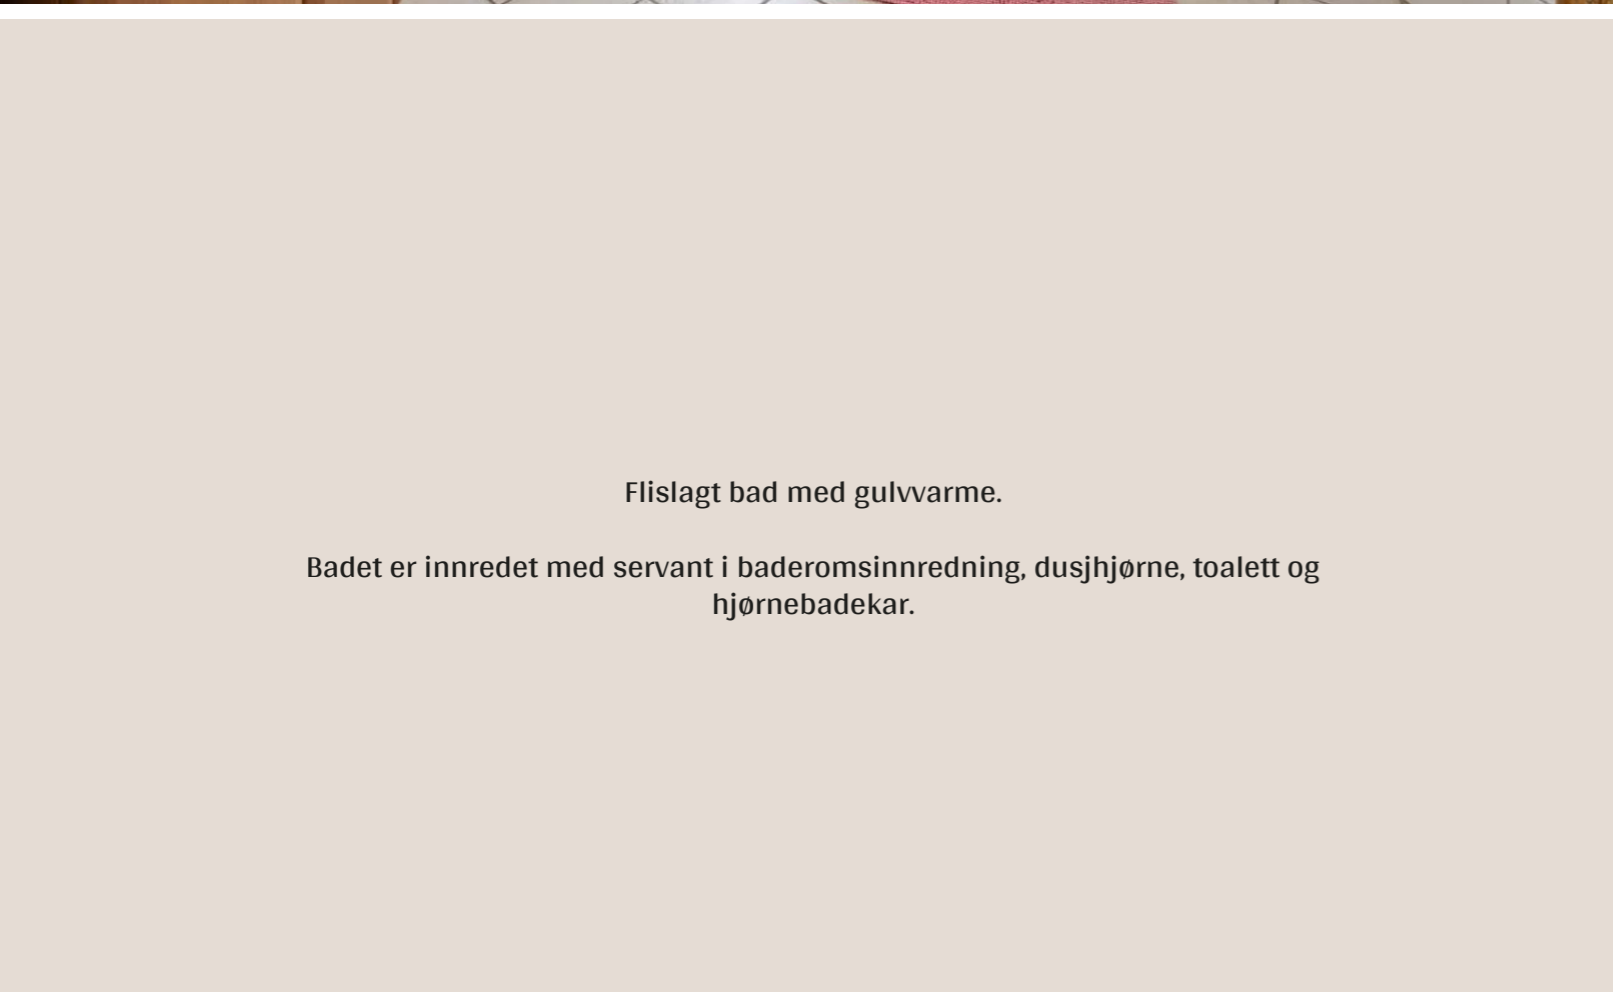 Flislagt bad med gulvvarme.
Badet er innredet med servant i baderomsinnredning, dusjhjørne, toalett og
hjørnebadekar.